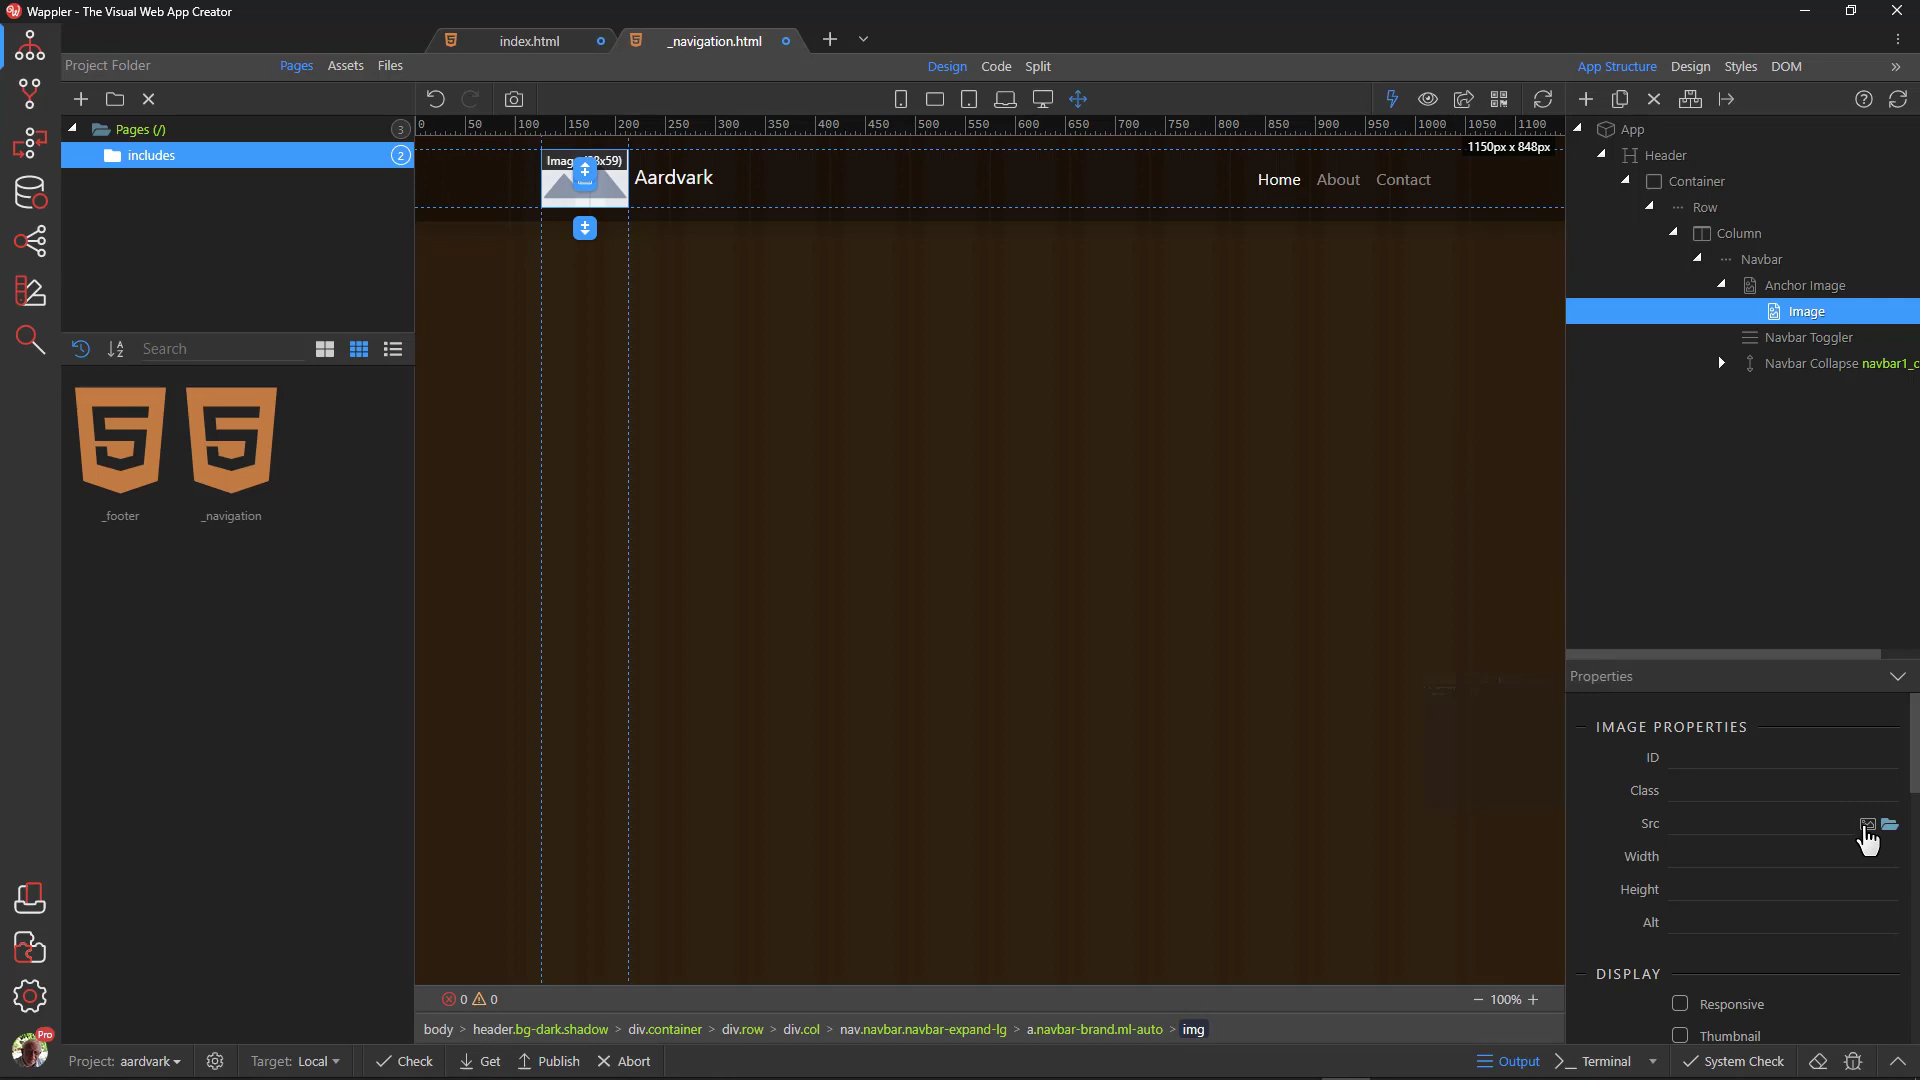 Wappler - The Visual Web App Creator
index.html
_navigation.html
Project Folder
Pages
Assets
Files
Design
Code
Split
App Structure
Design
Styles
DOM
Pages (/)
3
includes
2
0 50 100 150 200 250 300 350 400 450 500 550 600 650 700 750 800 850 900 950 1000 1050 1100
1150px x 848px
Aardvark
Home
About
Contact
App
Header
Container
Row
Column
Navbar
Anchor Image
Image
Navbar Toggler
Navbar Collapse navbar1_c
Search
_footer
_navigation
Properties
IMAGE PROPERTIES
ID
Class
Src
Width
Height
Alt
DISPLAY
Responsive
Thumbnail
0
0
100%
body > header.bg-dark.shadow > div.container > div.row > div.col > nav.navbar.navbar-expand-lg > a.navbar-brand.ml-auto > img
Pro
Project: aardvark
Target: Local
Check
Get
Publish
Abort
Output
Terminal
System Check